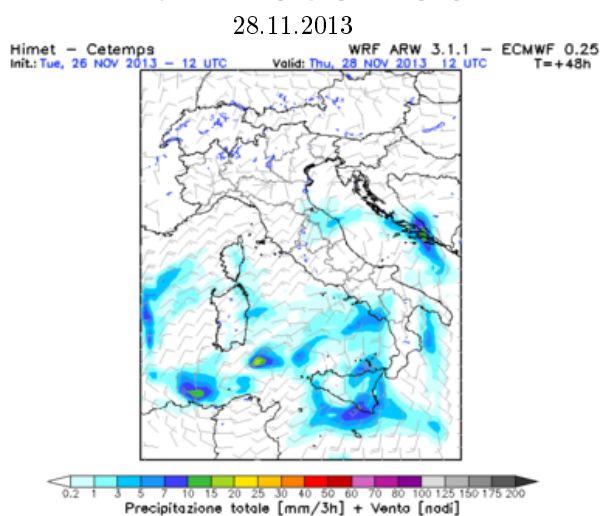 28.11.2013
Himet - Cetemps
WRF ARW 3.1.1 - ECMWF 0.25
Init.: Tue, 26 NOV 2013 - 12 UTC
Valid: Thu, 28 NOV 2013 12 UTC
T=+48h
0.2 1 3 5 7 10 15 20 25 30 40 50 60 70 80 100 125 150 175 200
Precipitazione totale [mm/3h] + Vento [nodi]